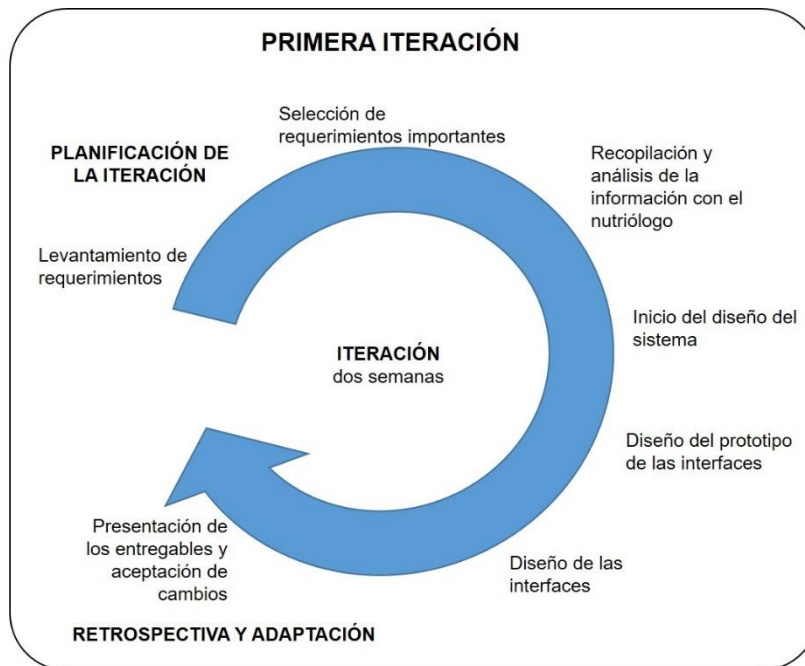 PRIMERA ITERACIÓN
Selección de
requerimientos importantes
PLANIFICACIÓN DE
LA ITERACIÓN
Recopilación y
análisis de la
información con el
nutriólogo
Levantamiento de
requerimientos
Inicio del diseño del
sistema
ITERACIÓN
dos semanas
Diseño del prototipo
de las interfaces
Diseño de las
interfaces
Presentación de
los entregables y
aceptación de
cambios
RETROSPECTIVA Y ADAPTACIÓN